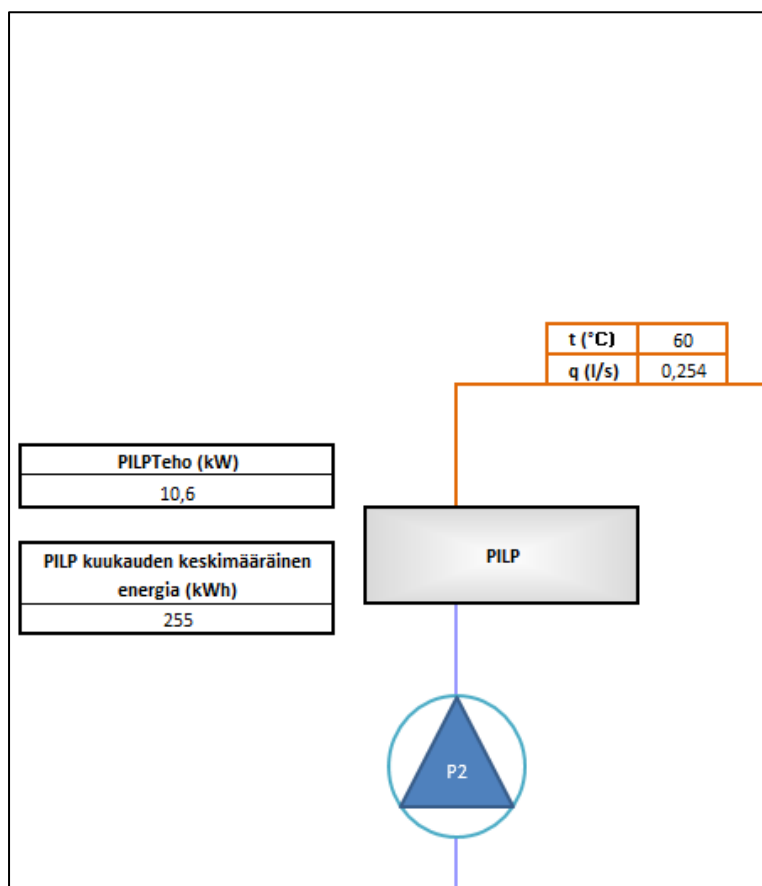 t (°C) 60
q (l/s) 0,254
PILPTeho (kW)
10,6
PILP
PILP kuukauden keskimääräinen
energia (kWh)
255
P2